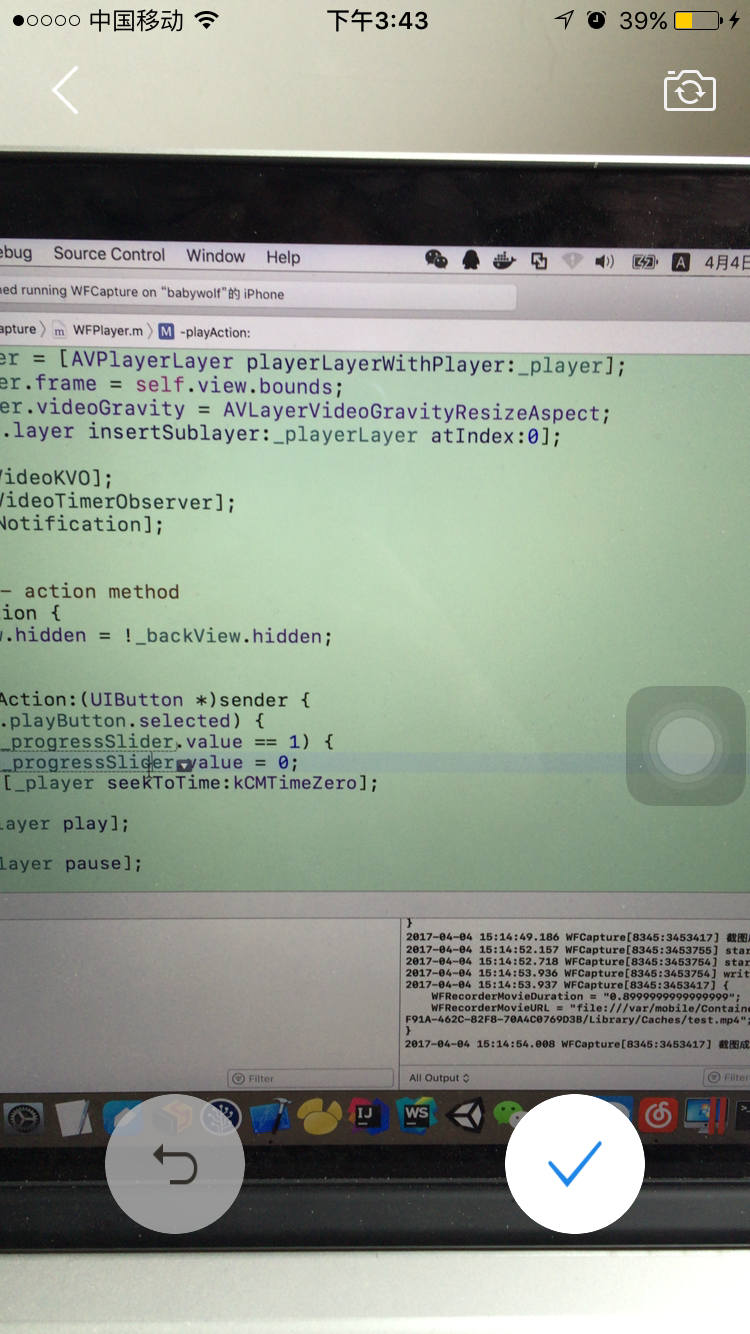 中国移动 下午3:43 39%
ebug Source Control Window Help A 4月4日
ned running WFCapture on “babywolf”的 iPhone
apture m WFPlayer.m M -playAction:
er = [AVPlayerLayer playerLayerWithPlayer:_player];
er.frame = self.view.bounds;
er.videoGravity = AVLayerVideoGravityResizeAspect;
.layer insertSublayer:_playerLayer atIndex:0];
VideoKVO];
VideoTimerObserver];
Notification];
- action method
ion {
w.hidden = !_backView.hidden;
Action:(UIButton *)sender {
.playButton.selected) {
_progressSlider.value == 1) {
_progressSlider.value = 0;
[_player seekToTime:kCMTimeZero];
layer play];
layer pause];
}
2017-04-04 15:14:49.186 WFCapture[8345:3453417] 截图成
2017-04-04 15:14:52.157 WFCapture[8345:3453755] star
2017-04-04 15:14:52.718 WFCapture[8345:3453754] star
2017-04-04 15:14:53.936 WFCapture[8345:3453754] writ
2017-04-04 15:14:53.937 WFCapture[8345:3453417] {
WFRecorderMovieDuration = "0.8999999999999999";
WFRecorderMovieURL = "file:///var/mobile/Containe
F91A-462C-82F8-70A4C0769D3B/Library/Caches/test.mp4";
}
2017-04-04 15:14:54.008 WFCapture[8345:3453417] 截图成
Filter All Output Filter
IJ WS